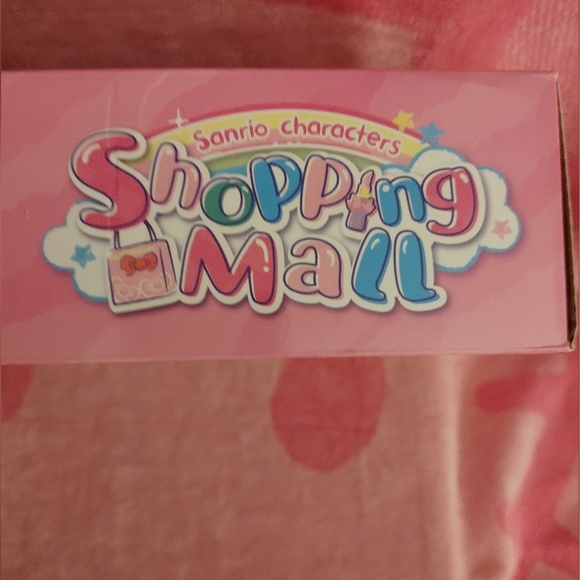 Sanrio characters
Shopping
Mall